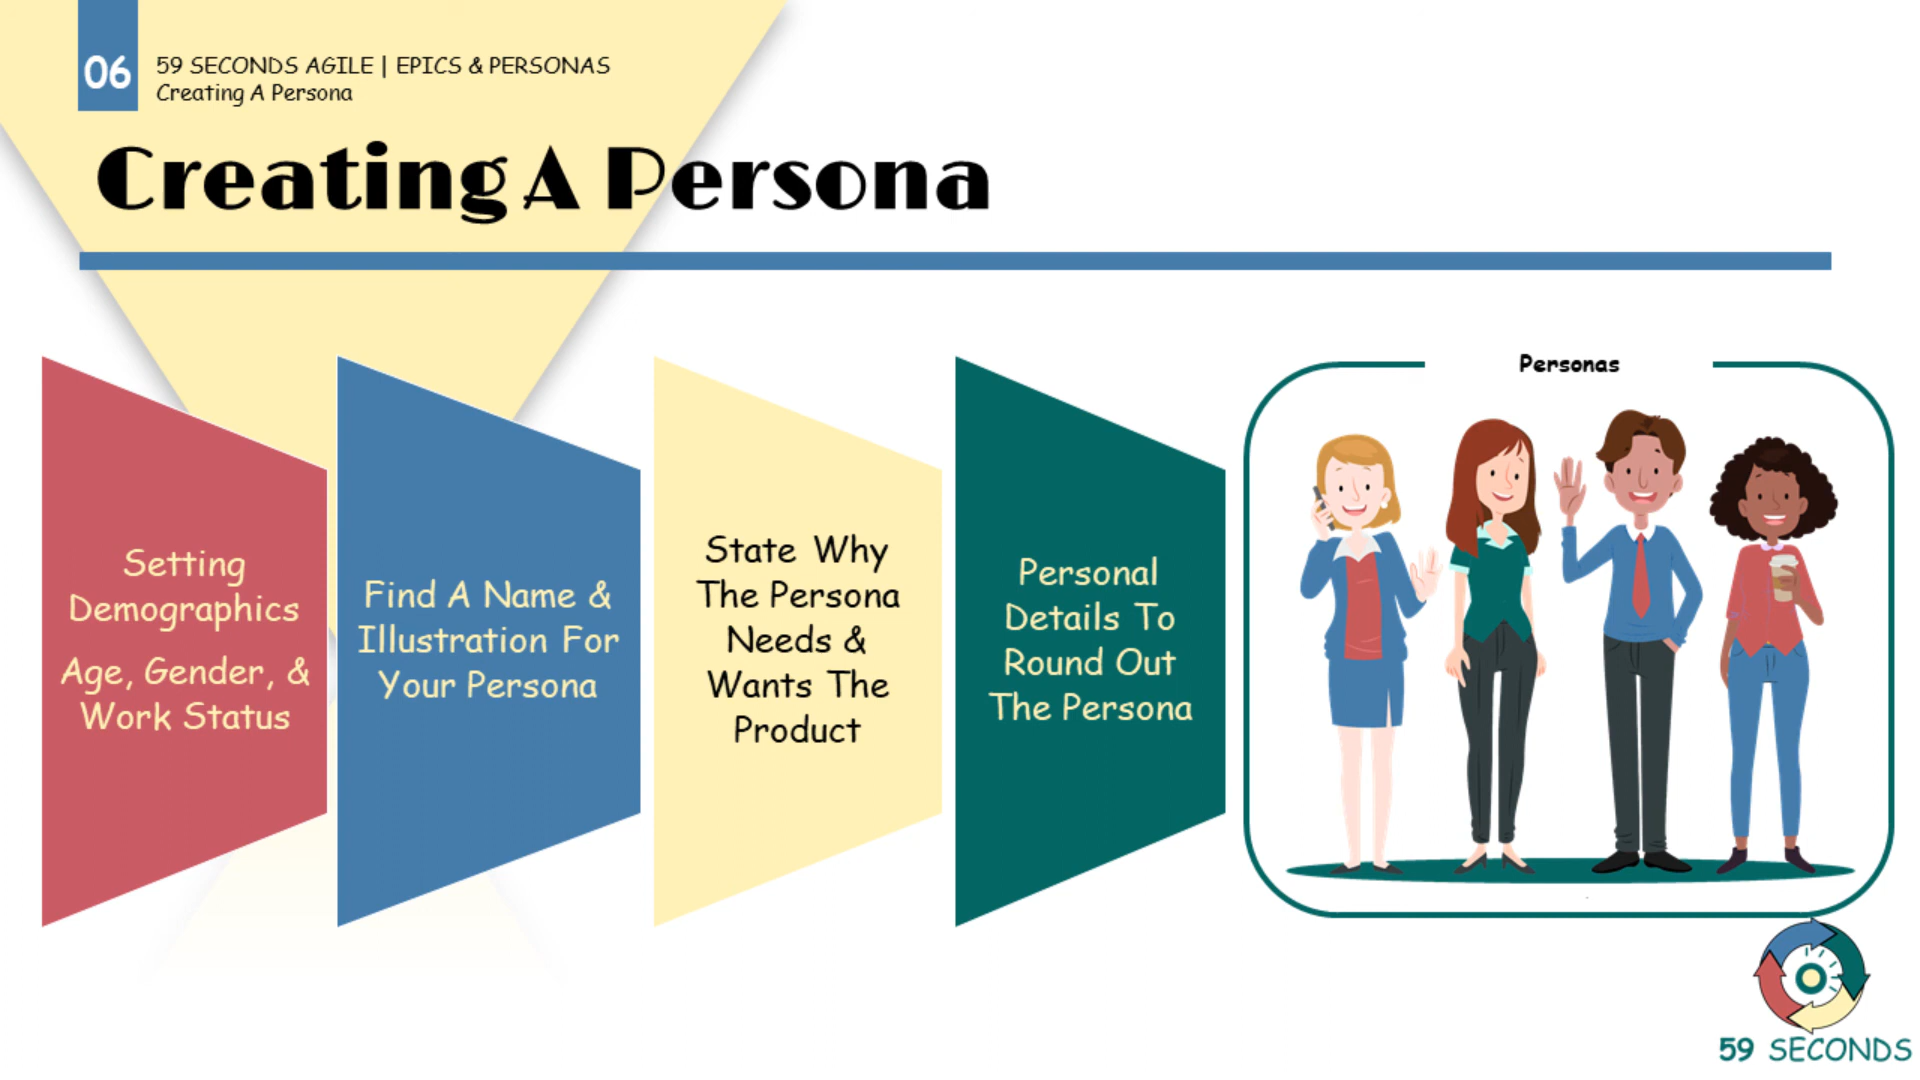 06
59 SECONDS AGILE | EPICS & PERSONAS
Creating A Persona
Creating A Persona
Setting
Demographics
Age, Gender, &
Work Status
Find A Name &
Illustration For
Your Persona
State Why
The Persona
Needs &
Wants The
Product
Personal
Details To
Round Out
The Persona
Personas
59 SECONDS